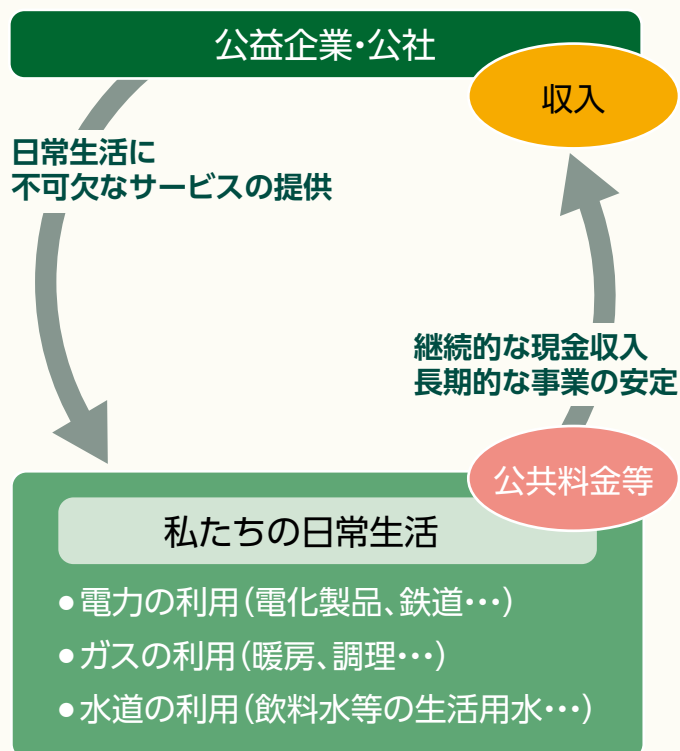 公益企業・公社
収入
日常生活に
不可欠なサービスの提供
継続的な現金収入
長期的な事業の安定
公共料金等
私たちの日常生活
●電力の利用(電化製品、鉄道・・・)
●ガスの利用(暖房、調理・・・)
●水道の利用(飲料水等の生活用水・・・)